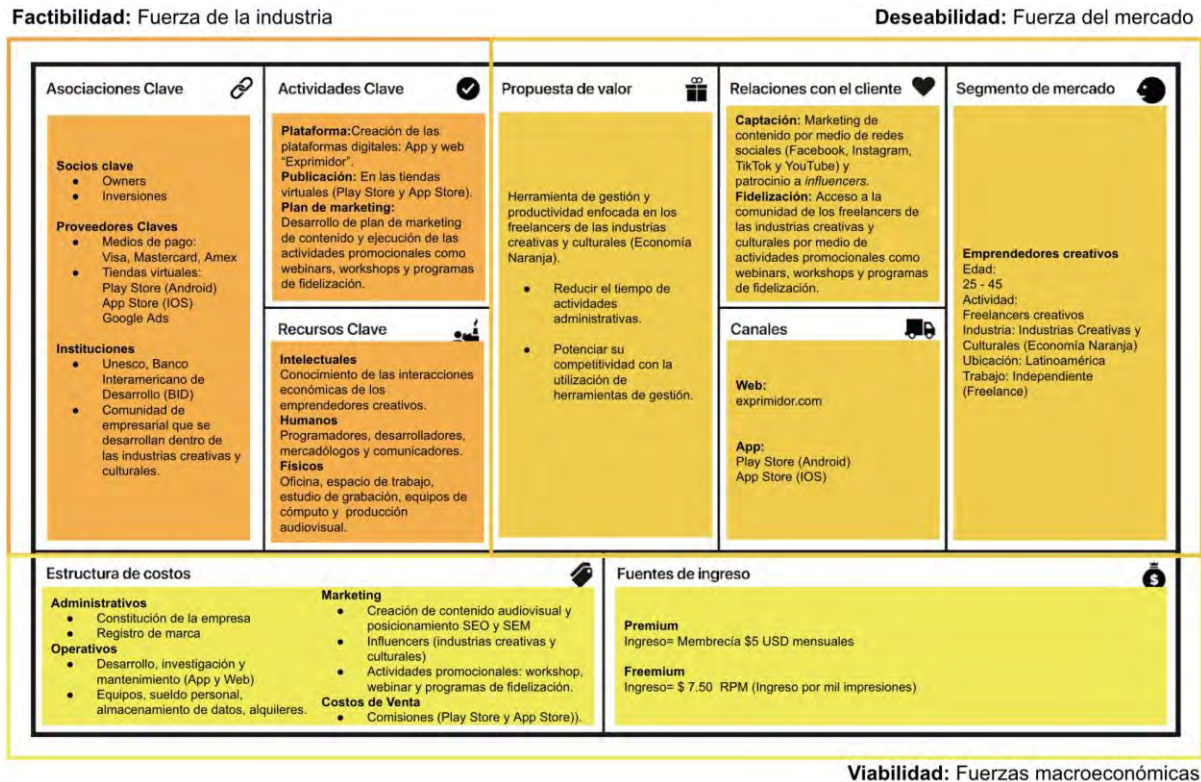 Factibilidad: Fuerza de la industria
Deseabilidad: Fuerza del mercado
Asociaciones Clave
Socios clave
● Owners
● Inversiones
Proveedores Claves
● Medios de pago:
Visa, Mastercard, Amex
● Tiendas virtuales:
Play Store (Android)
App Store (IOS)
Google Ads
Instituciones
● Unesco, Banco
Interamericano de
Desarrollo (BID)
● Comunidad de
empresarial que se
desarrollan dentro de
las industrias creativas y
culturales.
Actividades Clave
Plataforma:Creación de las
plataformas digitales: App y web
“Exprimidor”.
Publicación: En las tiendas
virtuales (Play Store y App Store).
Plan de marketing:
Desarrollo de plan de marketing
de contenido y ejecución de las
actividades promocionales como
webinars, workshops y programas
de fidelización.
Recursos Clave
Intelectuales
Conocimiento de las interacciones
económicas de los
emprendedores creativos.
Humanos
Programadores, desarrolladores,
mercadólogos y comunicadores.
Físicos
Oficina, espacio de trabajo,
estudio de grabación, equipos de
cómputo y producción
audiovisual.
Propuesta de valor
Herramienta de gestión y
productividad enfocada en los
freelancers de las industrias
creativas y culturales (Economía
Naranja).
● Reducir el tiempo de
actividades
administrativas.
● Potenciar su
competitividad con la
utilización de
herramientas de gestión.
Relaciones con el cliente
Captación: Marketing de
contenido por medio de redes
sociales (Facebook, Instagram,
TikTok y YouTube) y
patrocinio a influencers.
Fidelización: Acceso a la
comunidad de los freelancers de
las industrias creativas y
culturales por medio de
actividades promocionales como
webinars, workshops y programas
de fidelización.
Canales
Web:
exprimidor.com
App:
Play Store (Android)
App Store (IOS)
Segmento de mercado
Emprendedores creativos
Edad:
25 - 45
Actividad:
Freelancers creativos
Industria: Industrias Creativas y
Culturales (Economía Naranja)
Ubicación: Latinoamérica
Trabajo: Independiente
(Freelance)
Estructura de costos
Administrativos
● Constitución de la empresa
● Registro de marca
Operativos
● Desarrollo, investigación y
mantenimiento (App y Web)
● Equipos, sueldo personal,
almacenamiento de datos, alquileres.
Marketing
● Creación de contenido audiovisual y
posicionamiento SEO y SEM
● Influencers (industrias creativas y
culturales)
● Actividades promocionales: workshop,
webinar y programas de fidelización.
Costos de Venta
● Comisiones (Play Store y App Store)).
Fuentes de ingreso
$
Premium
Ingreso= Membrecía $5 USD mensuales
Freemium
Ingreso= $ 7.50 RPM (Ingreso por mil impresiones)
Viabilidad: Fuerzas macroeconómicas